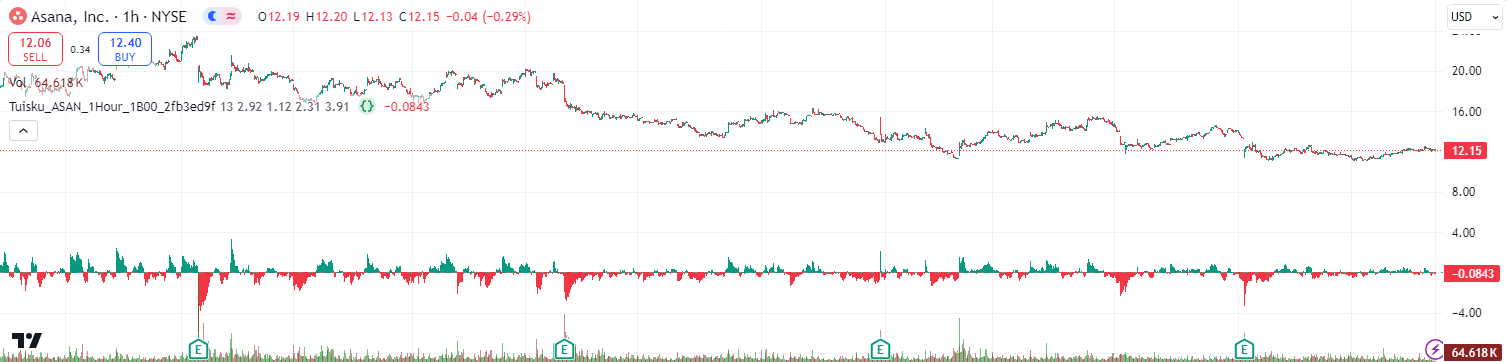 Asana, Inc. · 1h · NYSE O12.19 H12.20 L12.13 C12.15 −0.04 (−0.29%)
USD
12.06 SELL
0.34
12.40 BUY
Vol 64.618K
Tuisku_ASAN_1Hour_1B00_2fb3ed9f 13 2.92 1.12 2.31 3.91 −0.0843
20.00
16.00
12.15
8.00
4.00
−0.0843
−4.00
E E E E
64.618K